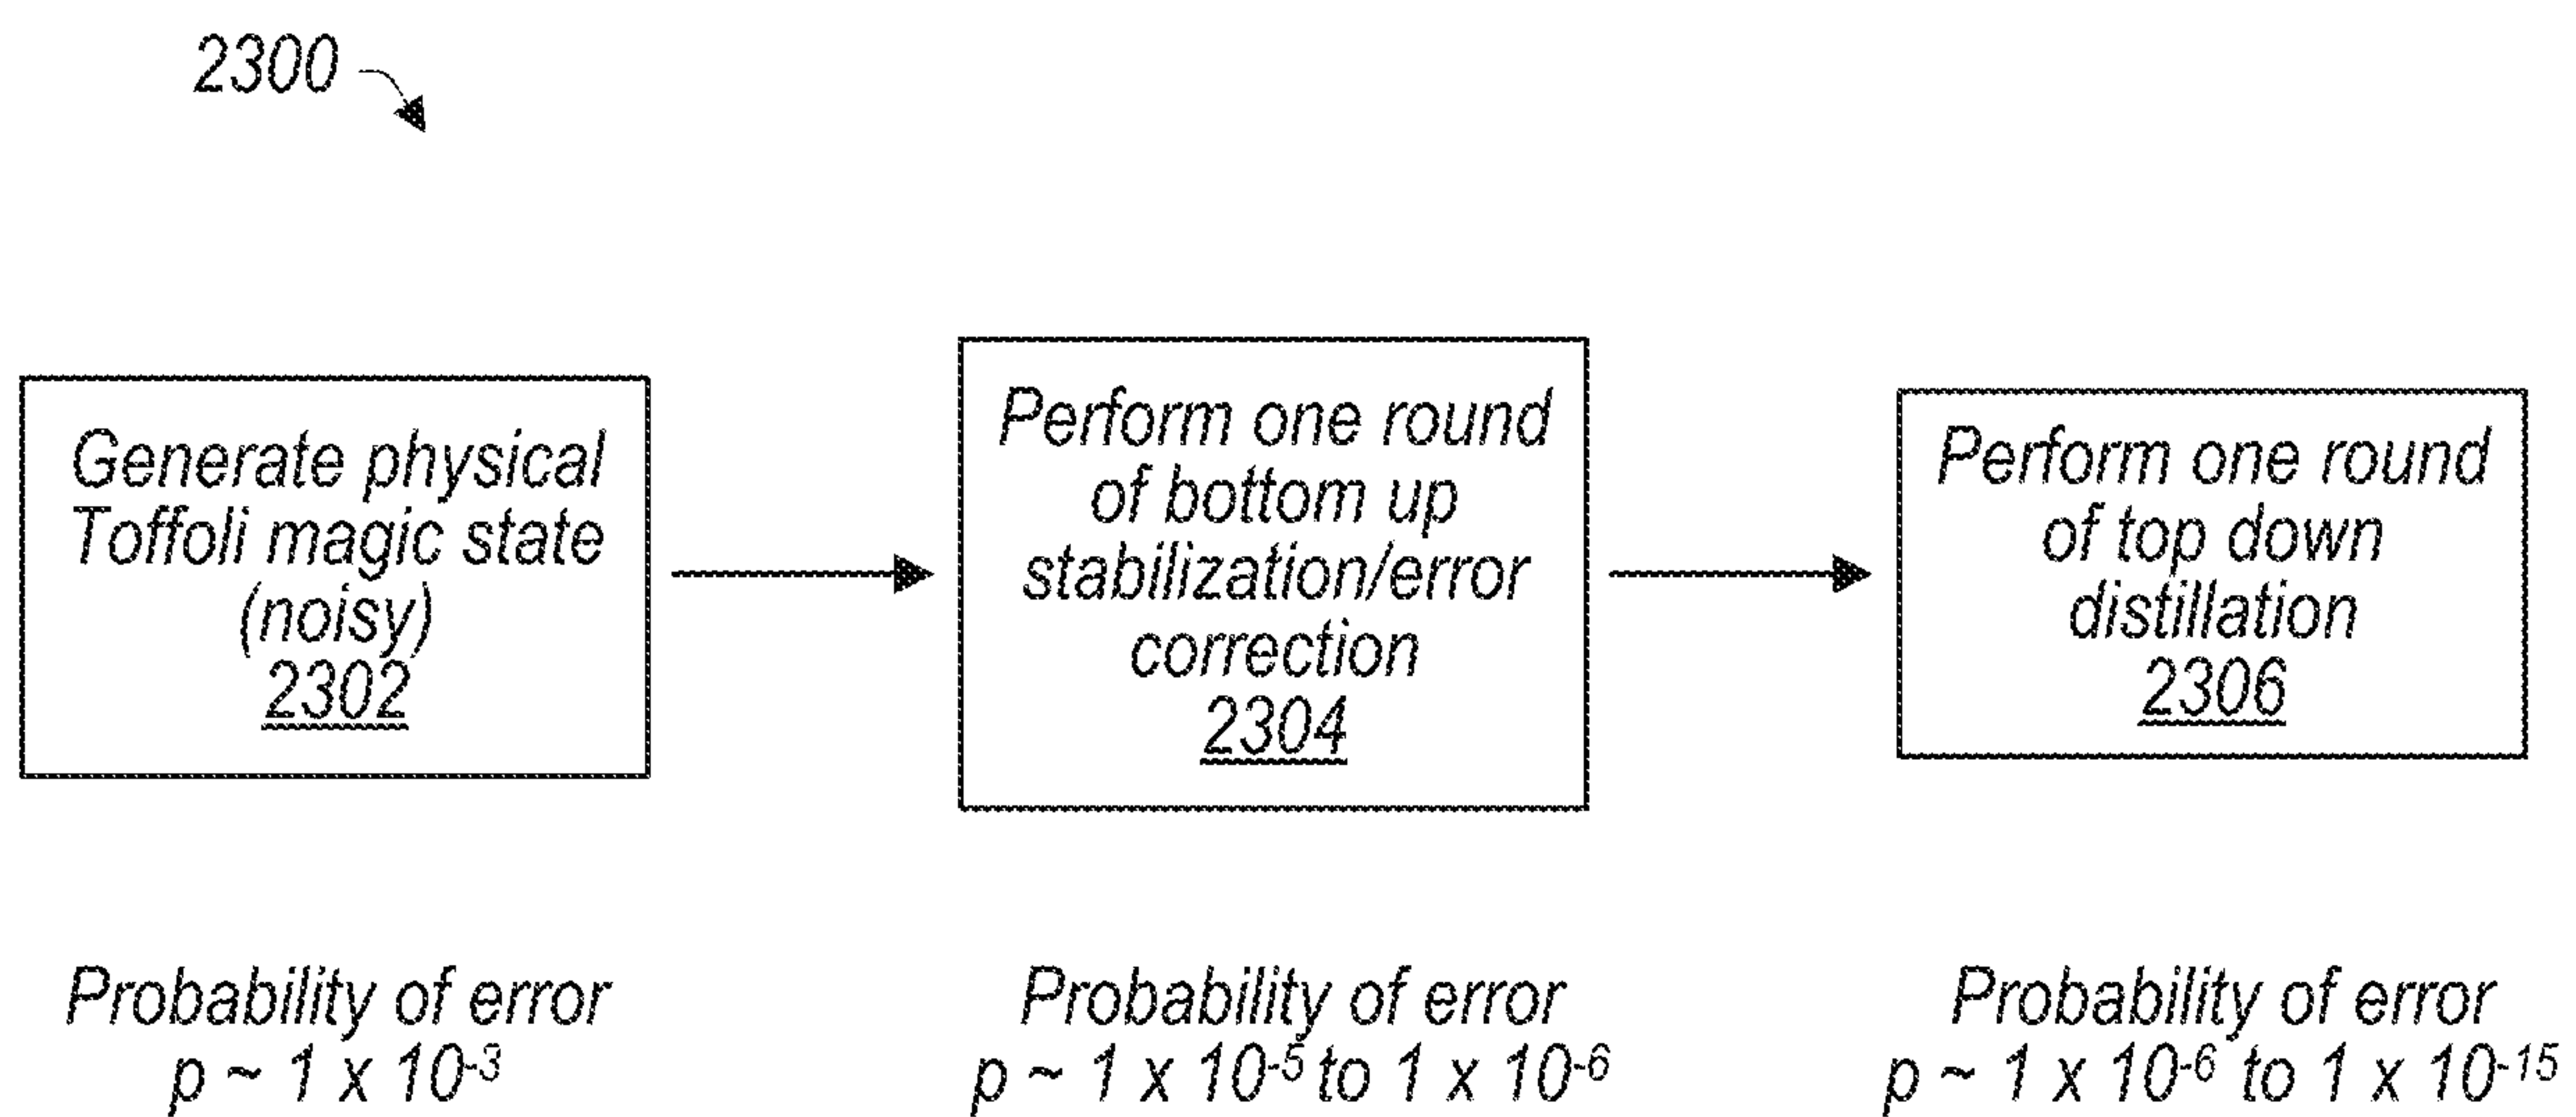 2300
Generate physical
Toffoli magic state
(noisy)
2302
Perform one round
of bottom up
stabilization/error
correction
2304
Perform one round
of top down
distillation
2306
Probability of error
p ~ 1 x 10⁻³
Probability of error
p ~ 1 x 10⁻⁵ to 1 x 10⁻⁶
Probability of error
p ~ 1 x 10⁻⁶ to 1 x 10⁻¹⁵